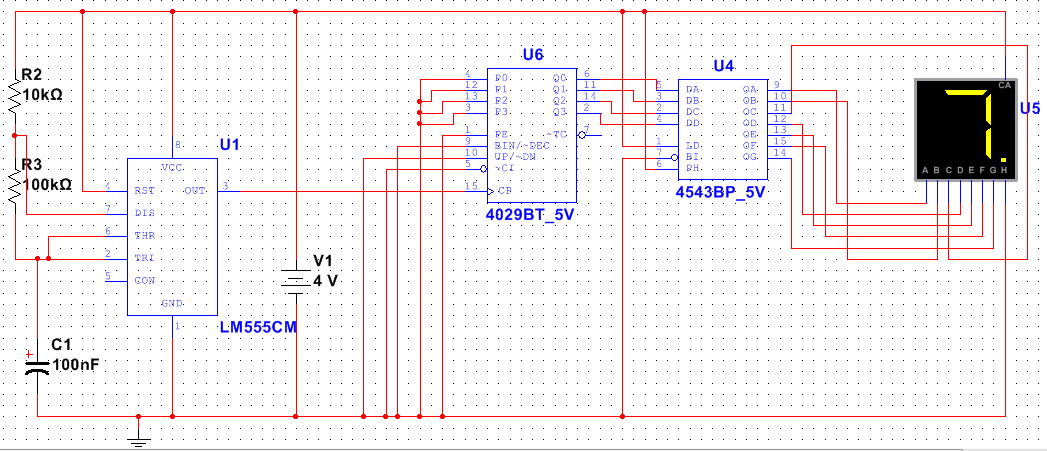 R2
10kΩ
R3
100kΩ
U1
8
VCC
4 RST OUT 3
7 DIS
6 THR
2 TRI
5 CON
GND
1
LM555CM
C1
+
100nF
V1
4 V
U6
4 P0 Q0 6
12 P1 Q1 11
13 P2 Q2 14
3 P3 Q3 2
1 PE ~TC 7
9 BIN/~DEC
10 UP/~DN
5 ~CI
15 CP
4029BT_5V
U4
5 DA OA 9
3 DB OB 10
2 DC OC 11
4 DD OD 12
OE 13
1 LD OF 15
7 BI OG 14
6 PH
4543BP_5V
CA
U5
A B C D E F G H